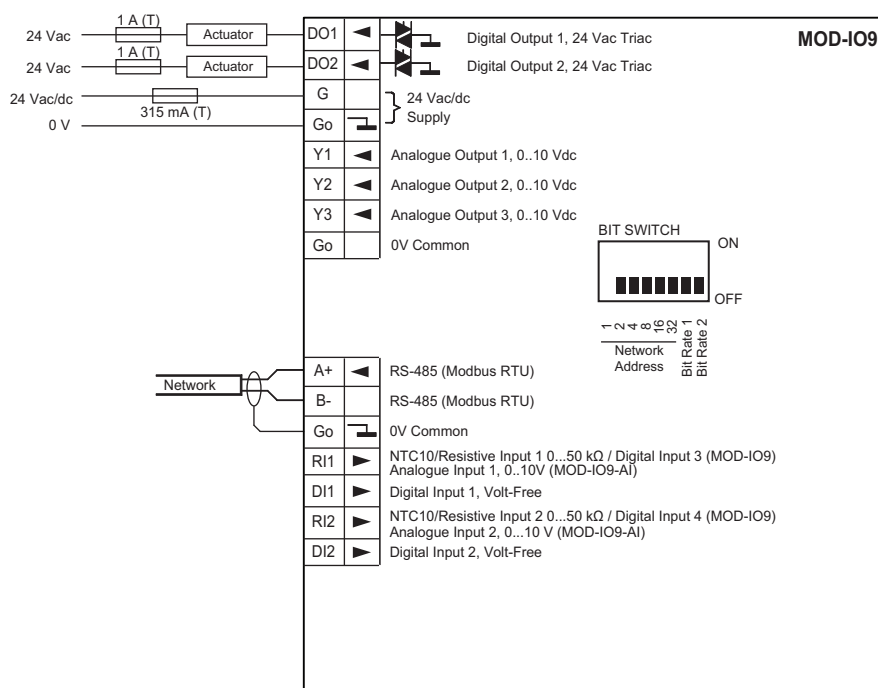 MOD-IO9
24 Vac
1 A (T)
Actuator
DO1
Digital Output 1, 24 Vac Triac
24 Vac
1 A (T)
Actuator
DO2
Digital Output 2, 24 Vac Triac
24 Vac/dc
315 mA (T)
G
24 Vac/dc
Supply
0 V
Go
Y1
Analogue Output 1, 0..10 Vdc
Y2
Analogue Output 2, 0..10 Vdc
Y3
Analogue Output 3, 0..10 Vdc
Go
0V Common
BIT SWITCH
ON
OFF
1
2
4
8
16
32
Bit Rate 1
Bit Rate 2
Network
Address
Network
A+
RS-485 (Modbus RTU)
B-
RS-485 (Modbus RTU)
Go
0V Common
RI1
NTC10/Resistive Input 1 0...50 kΩ / Digital Input 3 (MOD-IO9)
Analogue Input 1, 0..10V (MOD-IO9-AI)
DI1
Digital Input 1, Volt-Free
RI2
NTC10/Resistive Input 2 0...50 kΩ / Digital Input 4 (MOD-IO9)
Analogue Input 2, 0...10 V (MOD-IO9-AI)
DI2
Digital Input 2, Volt-Free